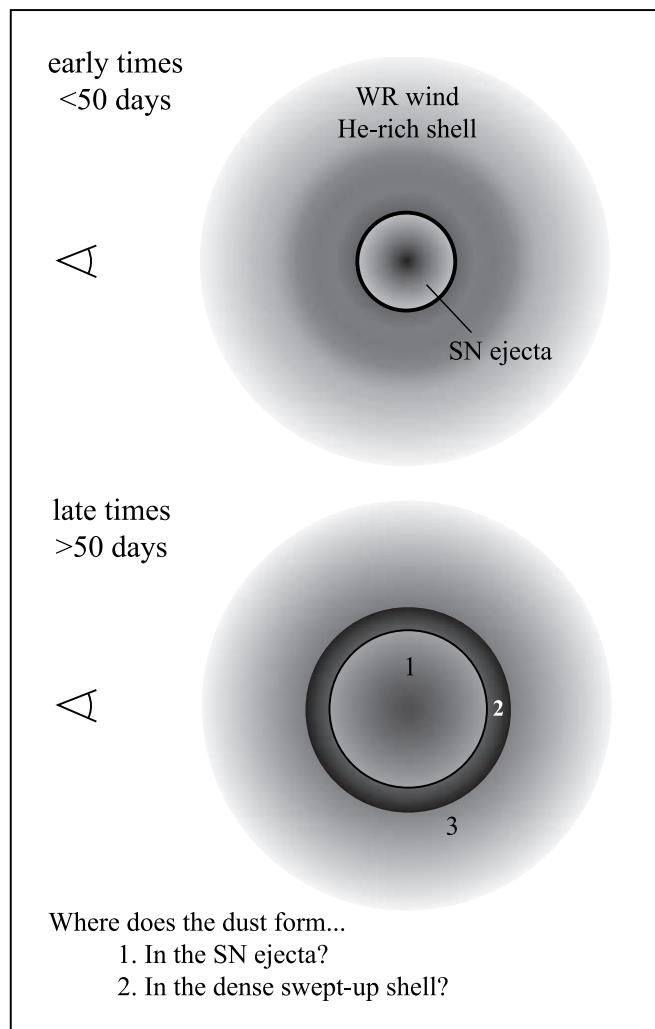 early times
<50 days
WR wind
He-rich shell
SN ejecta
late times
>50 days
1
2
3
Where does the dust form...
1. In the SN ejecta?
2. In the dense swept-up shell?